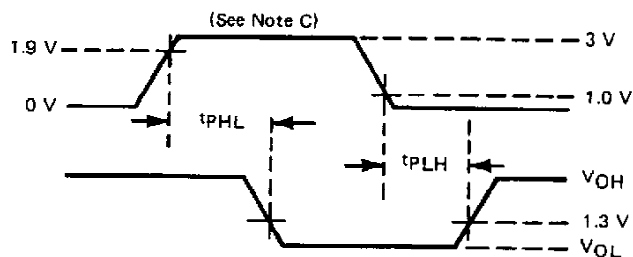 (See Note C)
1.9 V
3 V
0 V
1.0 V
tPHL
tPLH
VOH
1.3 V
VOL